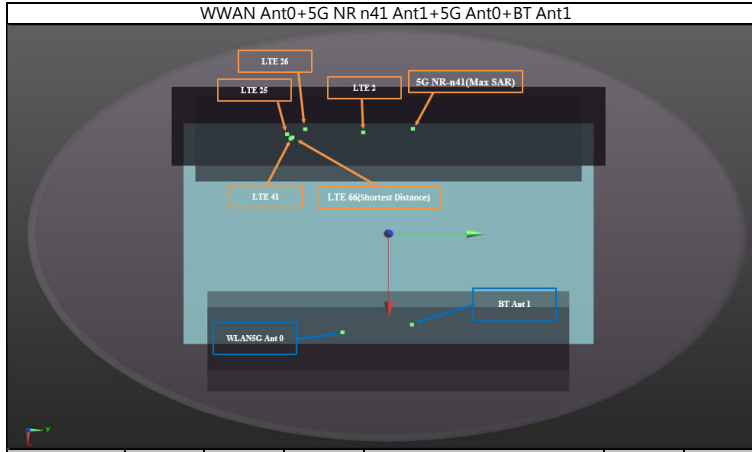 WWAN Ant0+5G NR n41 Ant1+5G Ant0+BT Ant1
LTE 26
LTE 25
LTE 2
5G NR-n41(Max SAR)
LTE 41
LTE 66(Shortest Distance)
BT Ant 1
WLAN5G Ant 0
Y